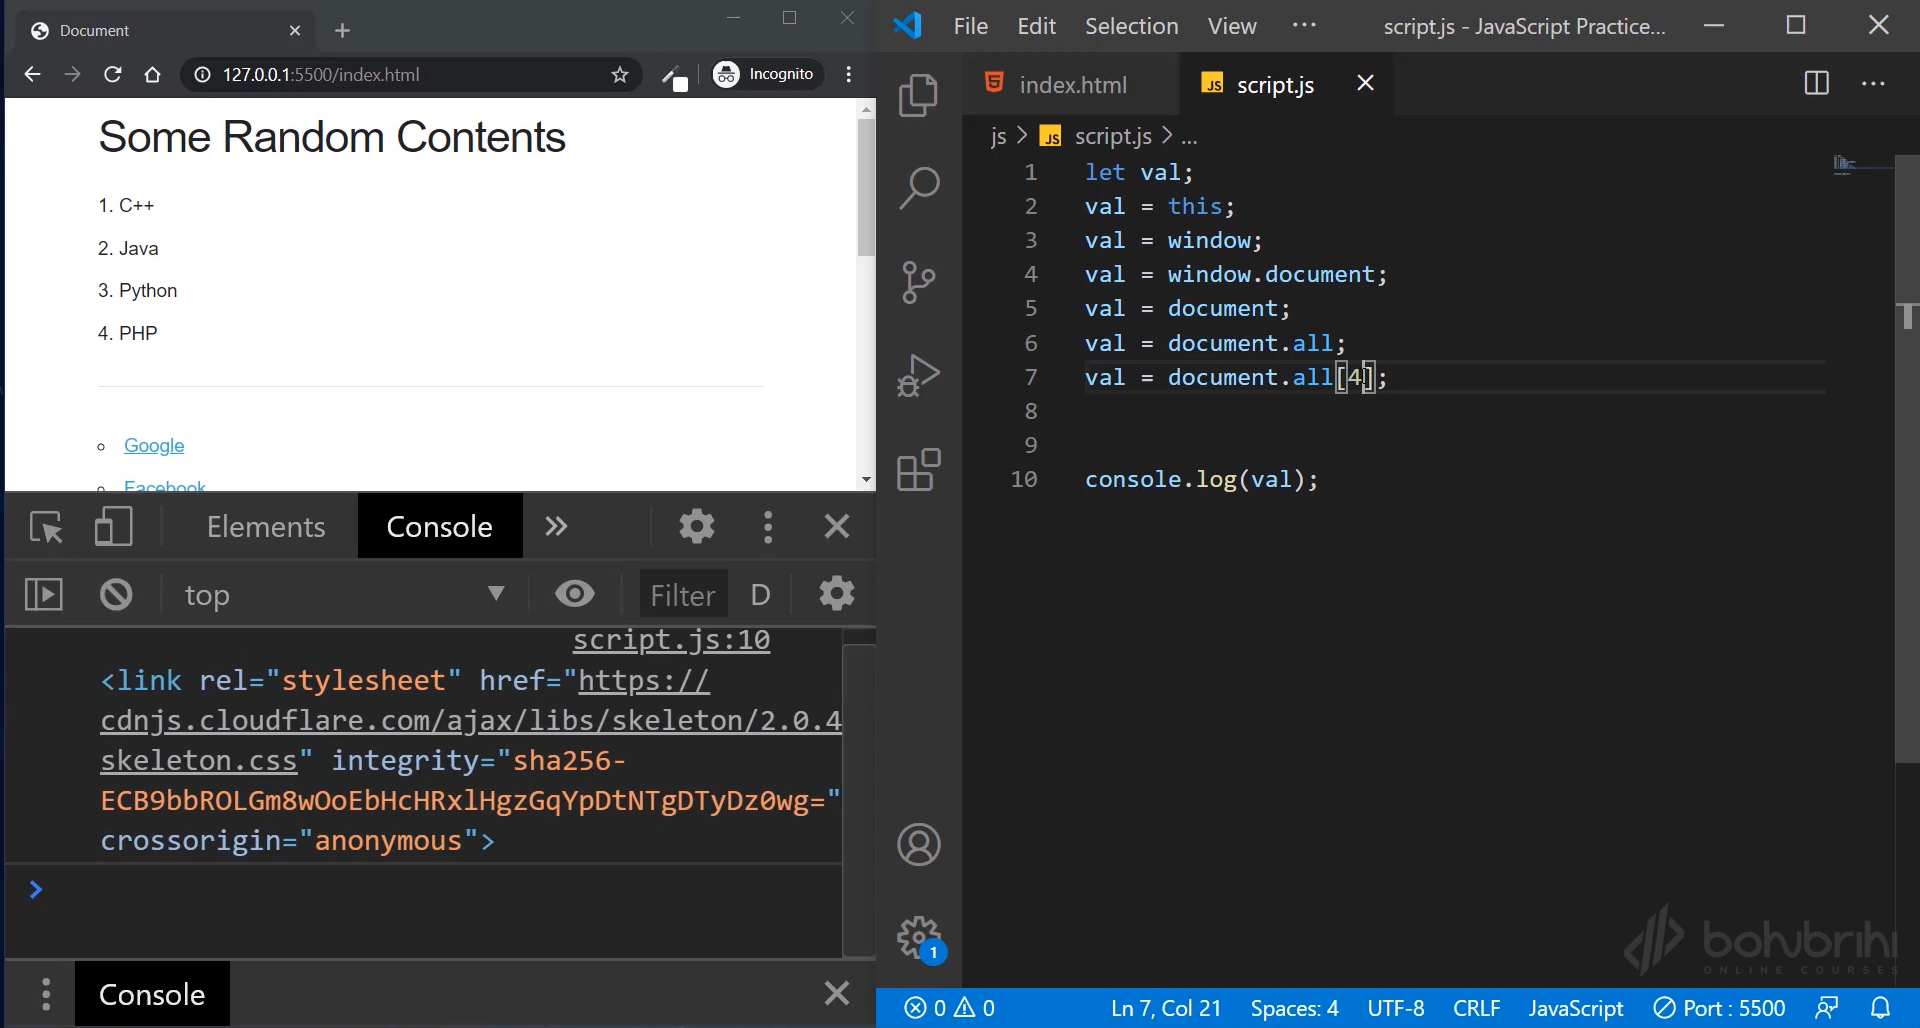 Document
127.0.0.1:5500/index.html
Incognito
Some Random Contents
1. C++
2. Java
3. Python
4. PHP
Google
Facebook
Elements
Console
top
Filter
D
script.js:10
<link rel="stylesheet" href="https://
cdnjs.cloudflare.com/ajax/libs/skeleton/2.0.4
skeleton.css" integrity="sha256-
ECB9bbROLGm8wOoEbHcHRxlHgzGqYpDtNTgDTyDz0wg="
crossorigin="anonymous">
Console
File Edit Selection View ··· script.js - JavaScript Practice...
index.html
JS script.js
js > JS script.js > ...
1 let val;
2 val = this;
3 val = window;
4 val = window.document;
5 val = document;
6 val = document.all;
7 val = document.all[4];
8
9
10 console.log(val);
1
bohubrihi
ONLINE COURSES
0 0 Ln 7, Col 21 Spaces: 4 UTF-8 CRLF JavaScript Port : 5500